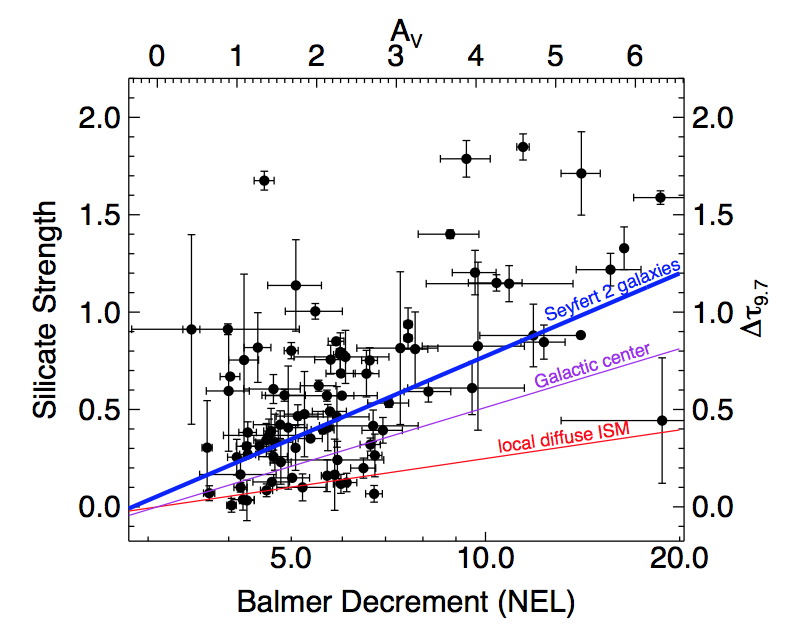 A_V
0 1 2 3 4 5 6
2.0 2.0
1.5 1.5
1.0 1.0
0.5 0.5
0.0 0.0
Silicate Strength
Δτ_9.7
Seyfert 2 galaxies
Galactic center
local diffuse ISM
5.0 10.0 20.0
Balmer Decrement (NEL)